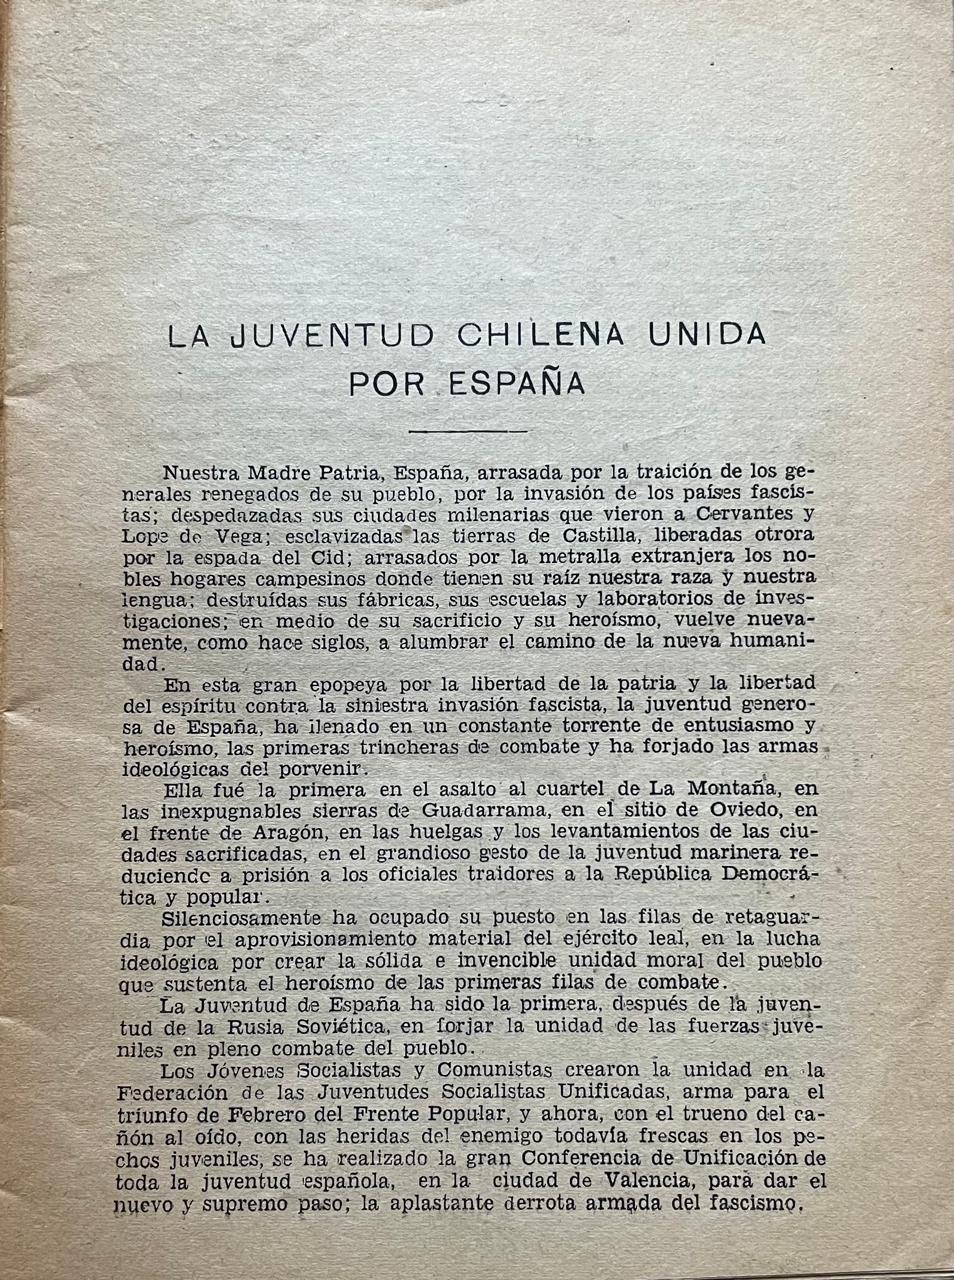 LA JUVENTUD CHILENA UNIDA
POR ESPAÑA
Nuestra Madre Patria, España, arrasada por la traición de los ge-
nerales renegados de su pueblo, por la invasión de los países fascis-
tas; despedazadas sus ciudades milenarias que vieron a Cervantes y
Lope de Vega; esclavizadas las tierras de Castilla, liberadas otrora
por la espada del Cid; arrasados por la metralla extranjera los no-
bles hogares campesinos donde tienen su raíz nuestra raza y nuestra
lengua; destruídas sus fábricas, sus escuelas y laboratorios de inves-
tigaciones; en medio de su sacrificio y su heroísmo, vuelve nueva-
mente, como hace siglos, a alumbrar el camino de la nueva humani-
dad.
En esta gran epopeya por la libertad de la patria y la libertad
del espíritu contra la siniestra invasión fascista, la juventud genero-
sa de España, ha llenado en un constante torrente de entusiasmo y
heroísmo, las primeras trincheras de combate y ha forjado las armas
ideológicas del porvenir.
Ella fué la primera en el asalto al cuartel de La Montaña, en
las inexpugnables sierras de Guadarrama, en el sitio de Oviedo, en
el frente de Aragón, en las huelgas y los levantamientos de las ciu-
dades sacrificadas, en el grandioso gesto de la juventud marinera re-
duciendo a prisión a los oficiales traidores a la República Democrá-
tica y popular.
Silenciosamente ha ocupado su puesto en las filas de retaguar-
dia por el aprovisionamiento material del ejército leal, en la lucha
ideológica por crear la sólida e invencible unidad moral del pueblo
que sustenta el heroísmo de las primeras filas de combate.
La Juventud de España ha sido la primera, después de la juven-
tud de la Rusia Soviética, en forjar la unidad de las fuerzas juve-
niles en pleno combate del pueblo.
Los Jóvenes Socialistas y Comunistas crearon la unidad en la
Federación de las Juventudes Socialistas Unificadas, arma para el
triunfo de Febrero del Frente Popular, y ahora, con el trueno del ca-
ñón al oído, con las heridas del enemigo todavía frescas en los pe-
chos juveniles, se ha realizado la gran Conferencia de Unificación de
toda la juventud española, en la ciudad de Valencia, para dar el
nuevo y supremo paso; la aplastante derrota armada del fascismo.